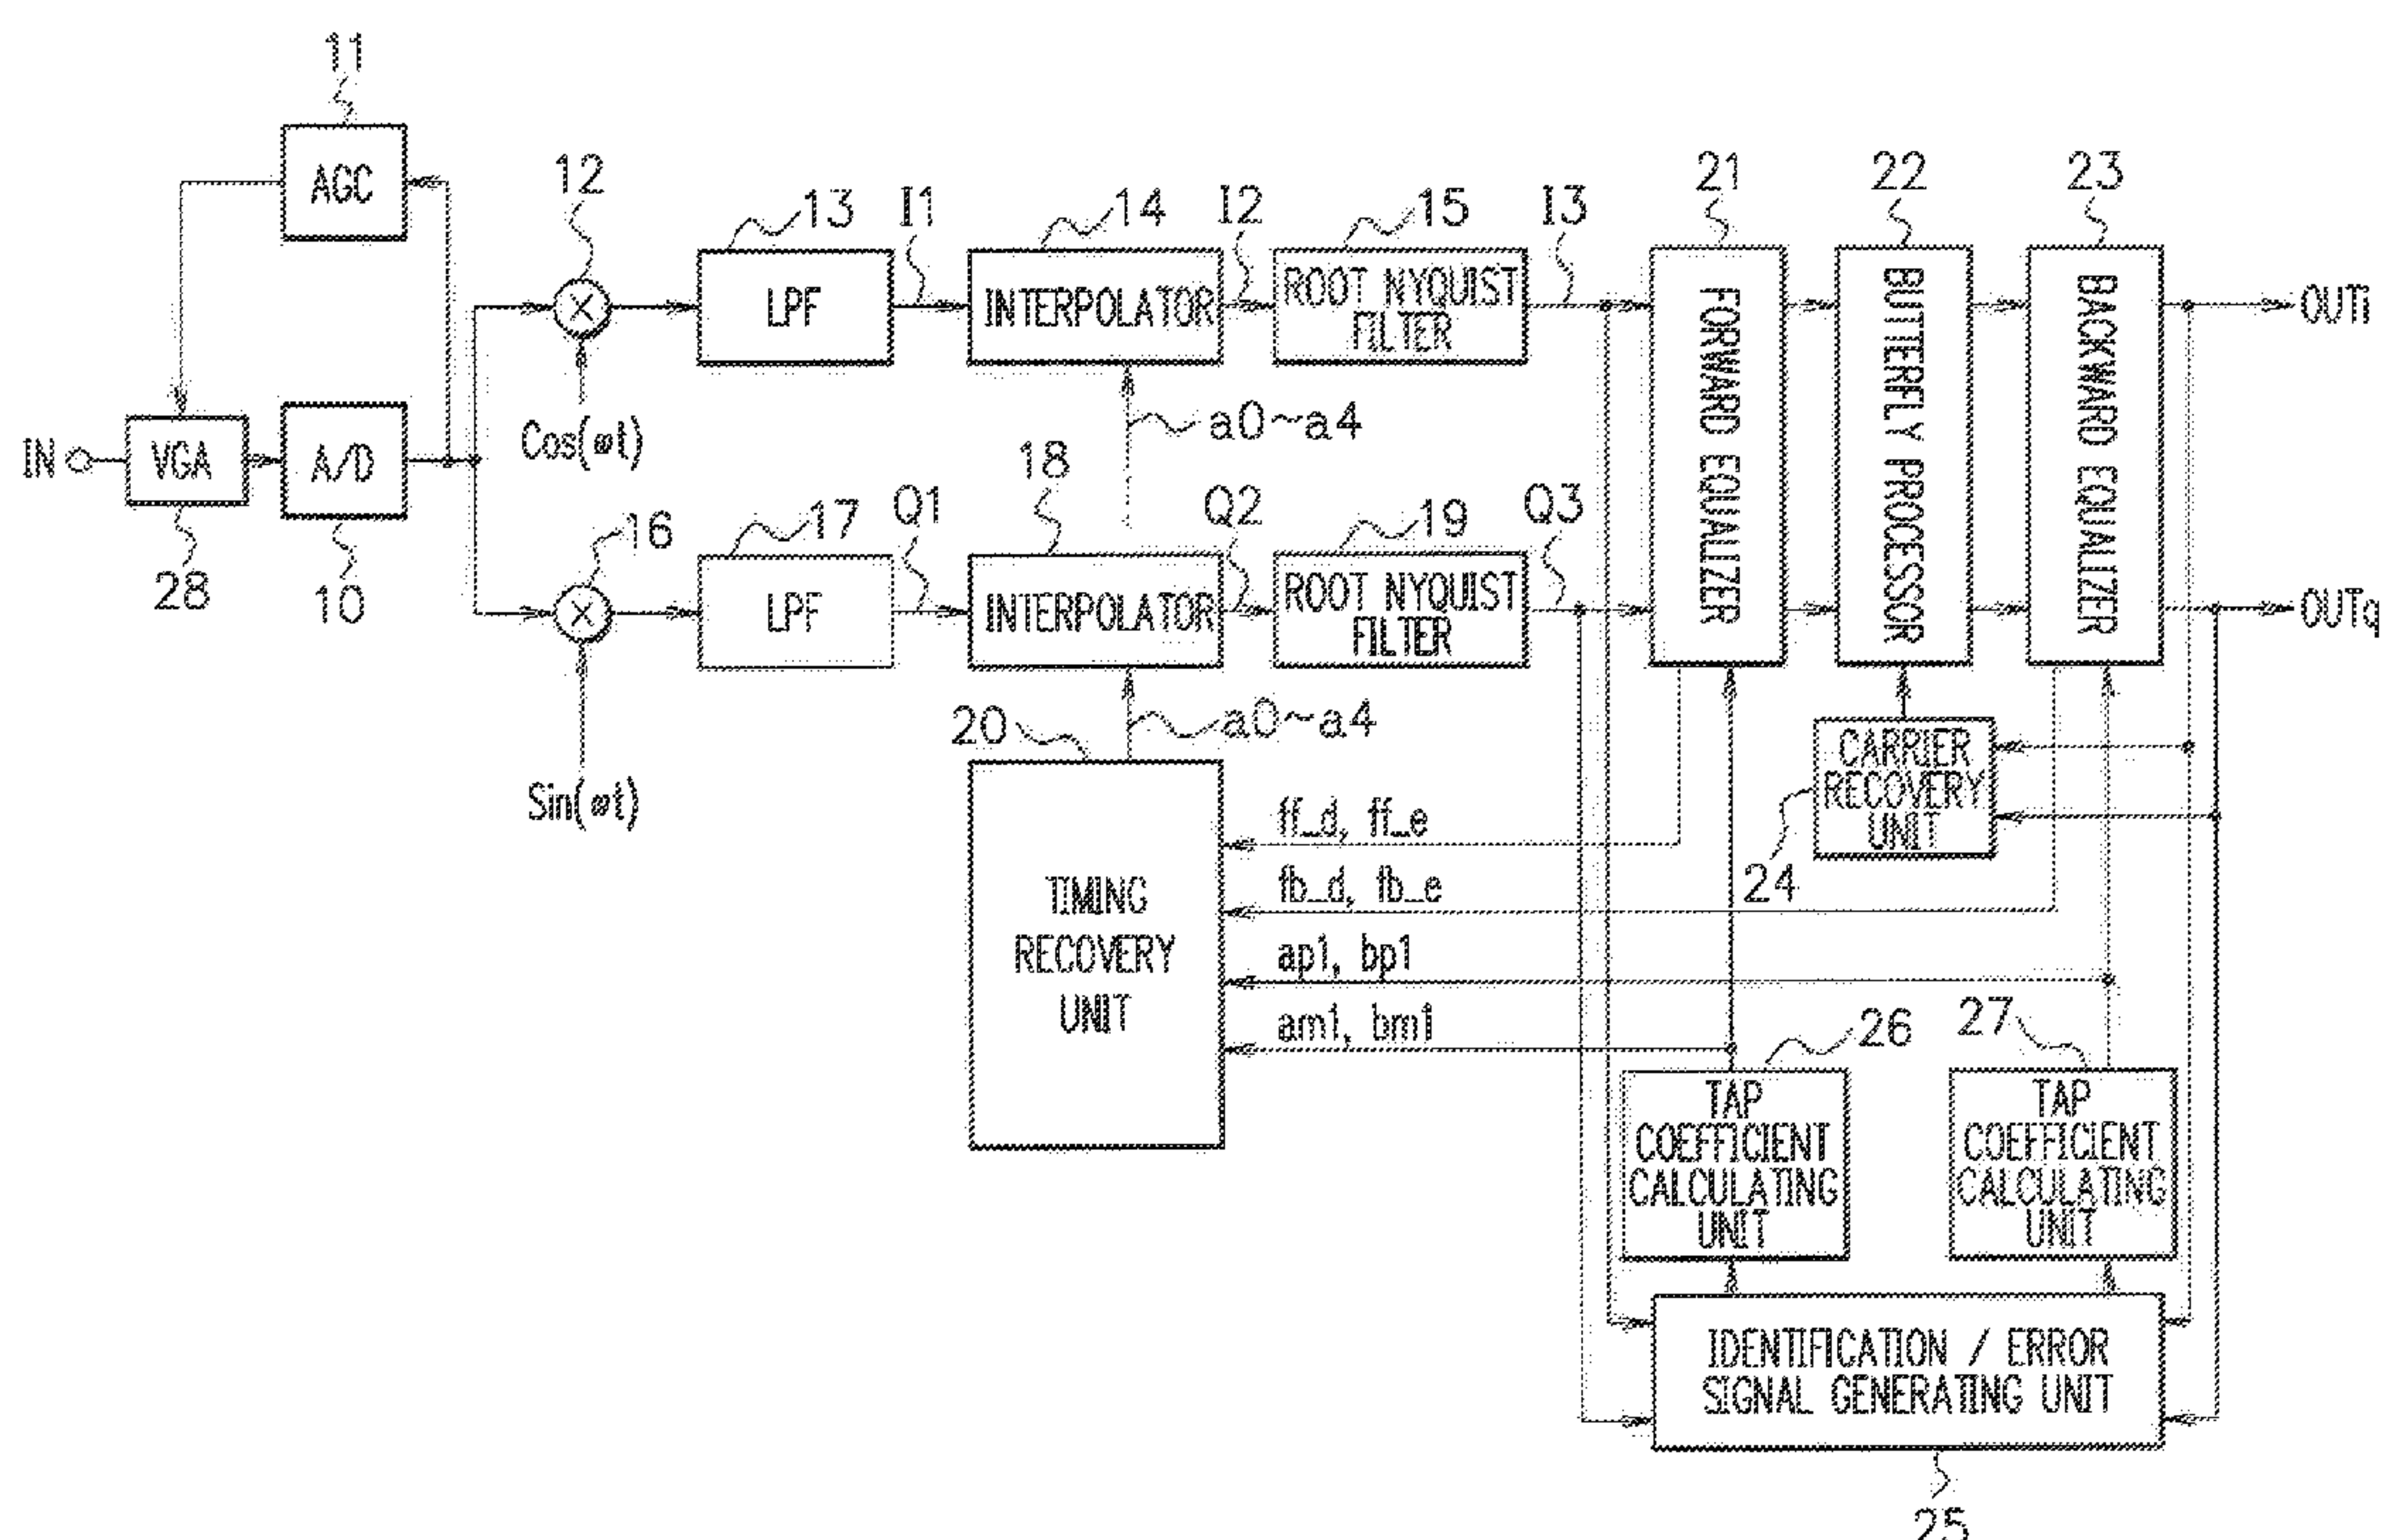 11
AGC
12
13
I1
14
I2
15
I3
21
22
23
LPF
INTERPOLATOR
ROOT NYQUIST
FILTER
FORWARD EQUALIZER
BUTTERFLY PROCESSOR
BACKWARD EQUALIZER
OUTi
IN
VGA
A/D
Cos(ωt)
a0~a4
28
10
16
17
Q1
18
Q2
19
Q3
LPF
INTERPOLATOR
ROOT NYQUIST
FILTER
OUTq
Sin(ωt)
20
a0~a4
CARRIER
RECOVERY
UNIT
24
TIMING
RECOVERY
UNIT
ff_d, ff_e
fb_d, fb_e
ap1, bp1
am1, bm1
26
27
TAP
COEFFICIENT
CALCULATING
UNIT
TAP
COEFFICIENT
CALCULATING
UNIT
IDENTIFICATION / ERROR
SIGNAL GENERATING UNIT
25